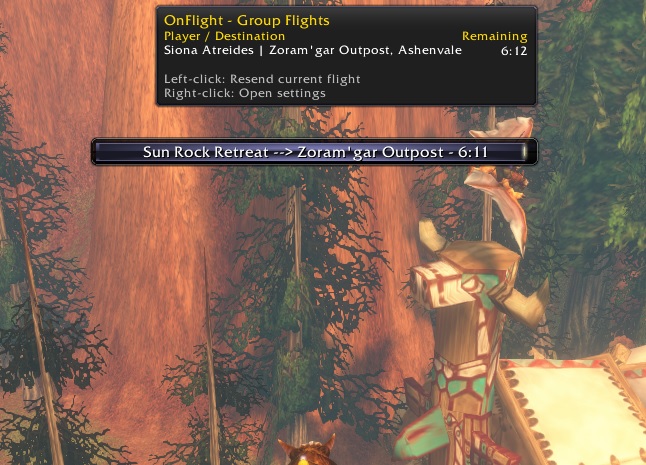 OnFlight - Group Flights
Player / Destination Remaining
Siona Atreides | Zoram'gar Outpost, Ashenvale 6:12
Left-click: Resend current flight
Right-click: Open settings
Sun Rock Retreat --> Zoram'gar Outpost - 6:11